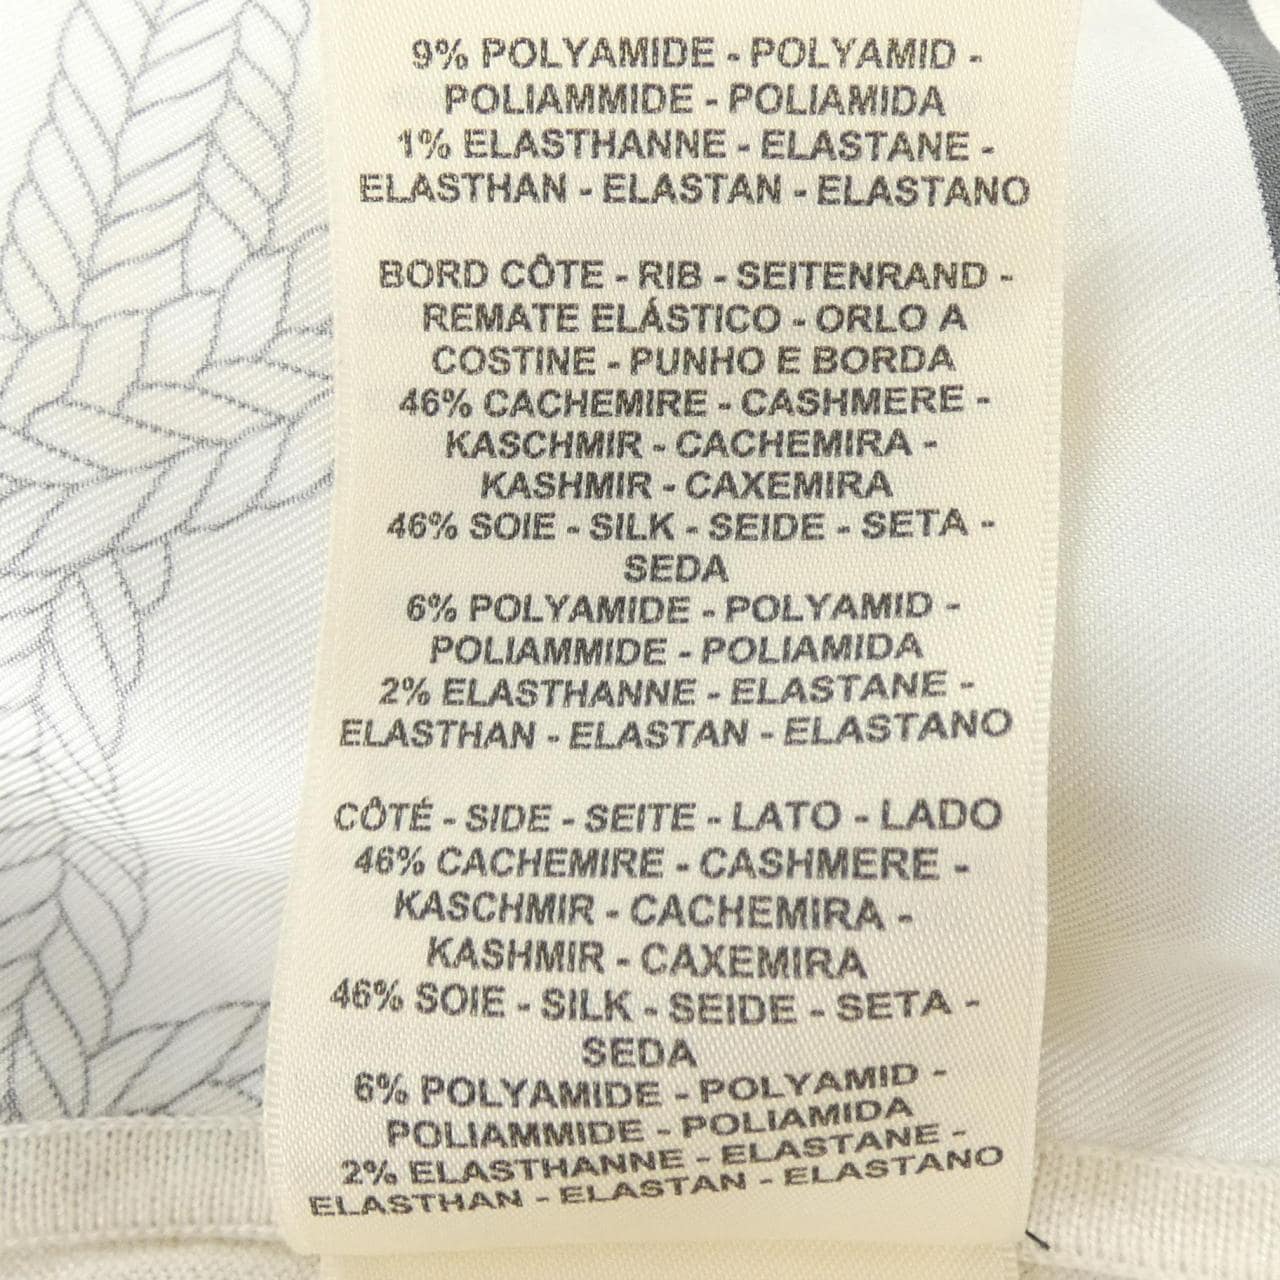 9% POLYAMIDE - POLYAMID -
POLIAMMIDE - POLIAMIDA
1% ELASTHANNE - ELASTANE -
ELASTHAN - ELASTAN - ELASTANO
BORD CÔTE - RIB - SEITENRAND -
REMATE ELÁSTICO - ORLO A
COSTINE - PUNHO E BORDA
46% CACHEMIRE - CASHMERE -
KASCHMIR - CACHEMIRA -
KASHMIR - CAXEMIRA
46% SOIE - SILK - SEIDE - SETA -
SEDA
6% POLYAMIDE - POLYAMID -
POLIAMMIDE - POLIAMIDA
2% ELASTHANNE - ELASTANE -
ELASTHAN - ELASTAN - ELASTANO
CÔTÉ - SIDE - SEITE - LATO - LADO
46% CACHEMIRE - CASHMERE -
KASCHMIR - CACHEMIRA -
KASHMIR - CAXEMIRA
46% SOIE - SILK - SEIDE - SETA -
SEDA
6% POLYAMIDE - POLYAMID -
POLIAMMIDE - POLIAMIDA
2% ELASTHANNE - ELASTANE -
ELASTHAN - ELASTAN - ELASTANO